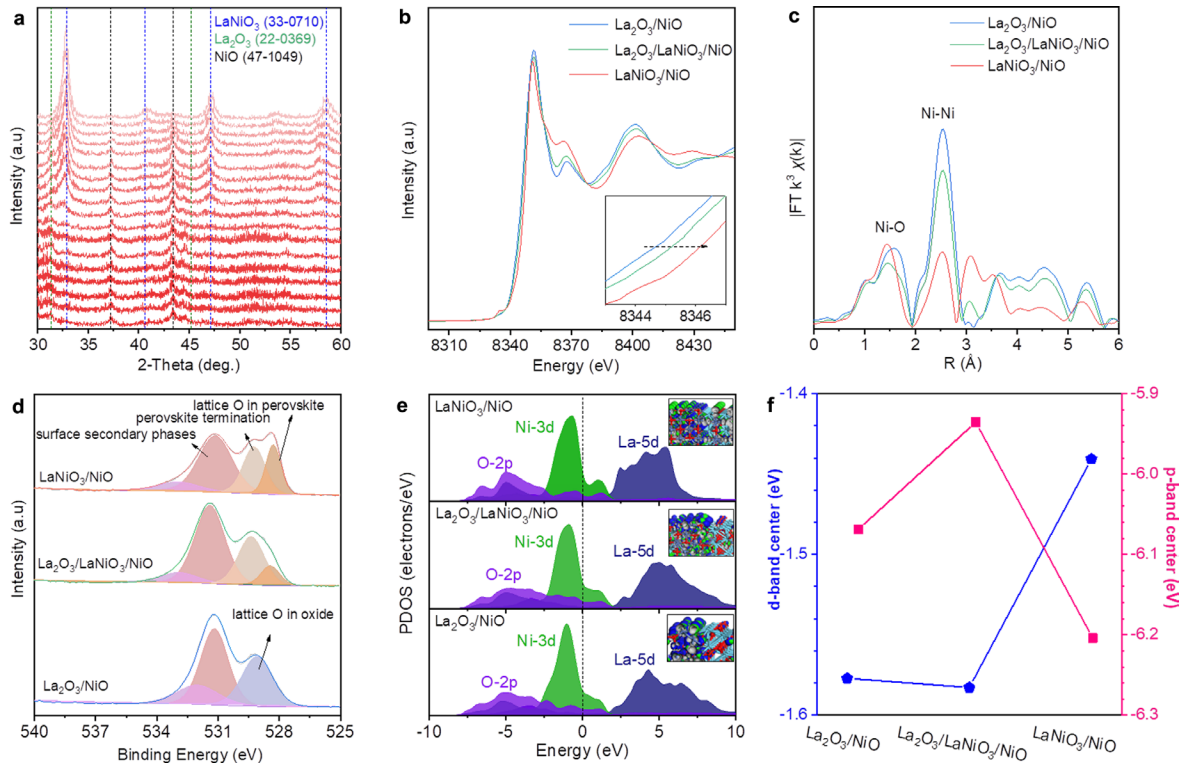 a
LaNiO₃ (33-0710)
La₂O₃ (22-0369)
NiO (47-1049)
Intensity (a.u)
30 35 40 45 50 55 60
2-Theta (deg.)
b
La₂O₃/NiO
La₂O₃/LaNiO₃/NiO
LaNiO₃/NiO
Intensity (a.u)
8344 8346
8310 8340 8370 8400 8430
Energy (eV)
c
La₂O₃/NiO
La₂O₃/LaNiO₃/NiO
LaNiO₃/NiO
Ni-Ni
Ni-O
|FT k³ χ(k)|
0 1 2 3 4 5 6
R (Å)
d
lattice O in perovskite
perovskite termination
surface secondary phases
LaNiO₃/NiO
La₂O₃/LaNiO₃/NiO
lattice O in oxide
La₂O₃/NiO
Intensity (a.u)
540 537 534 531 528 525
Binding Energy (eV)
e
LaNiO₃/NiO
Ni-3d
La-5d
O-2p
La₂O₃/LaNiO₃/NiO
Ni-3d
La-5d
O-2p
La₂O₃/NiO
Ni-3d
La-5d
O-2p
PDOS (electrons/eV)
-10 -5 0 5 10
Energy (eV)
f
-1.4
-1.5
-1.6
d-band center (eV)
-5.9
-6.0
-6.1
-6.2
-6.3
p-band center (eV)
La₂O₃/NiO
La₂O₃/LaNiO₃/NiO
LaNiO₃/NiO